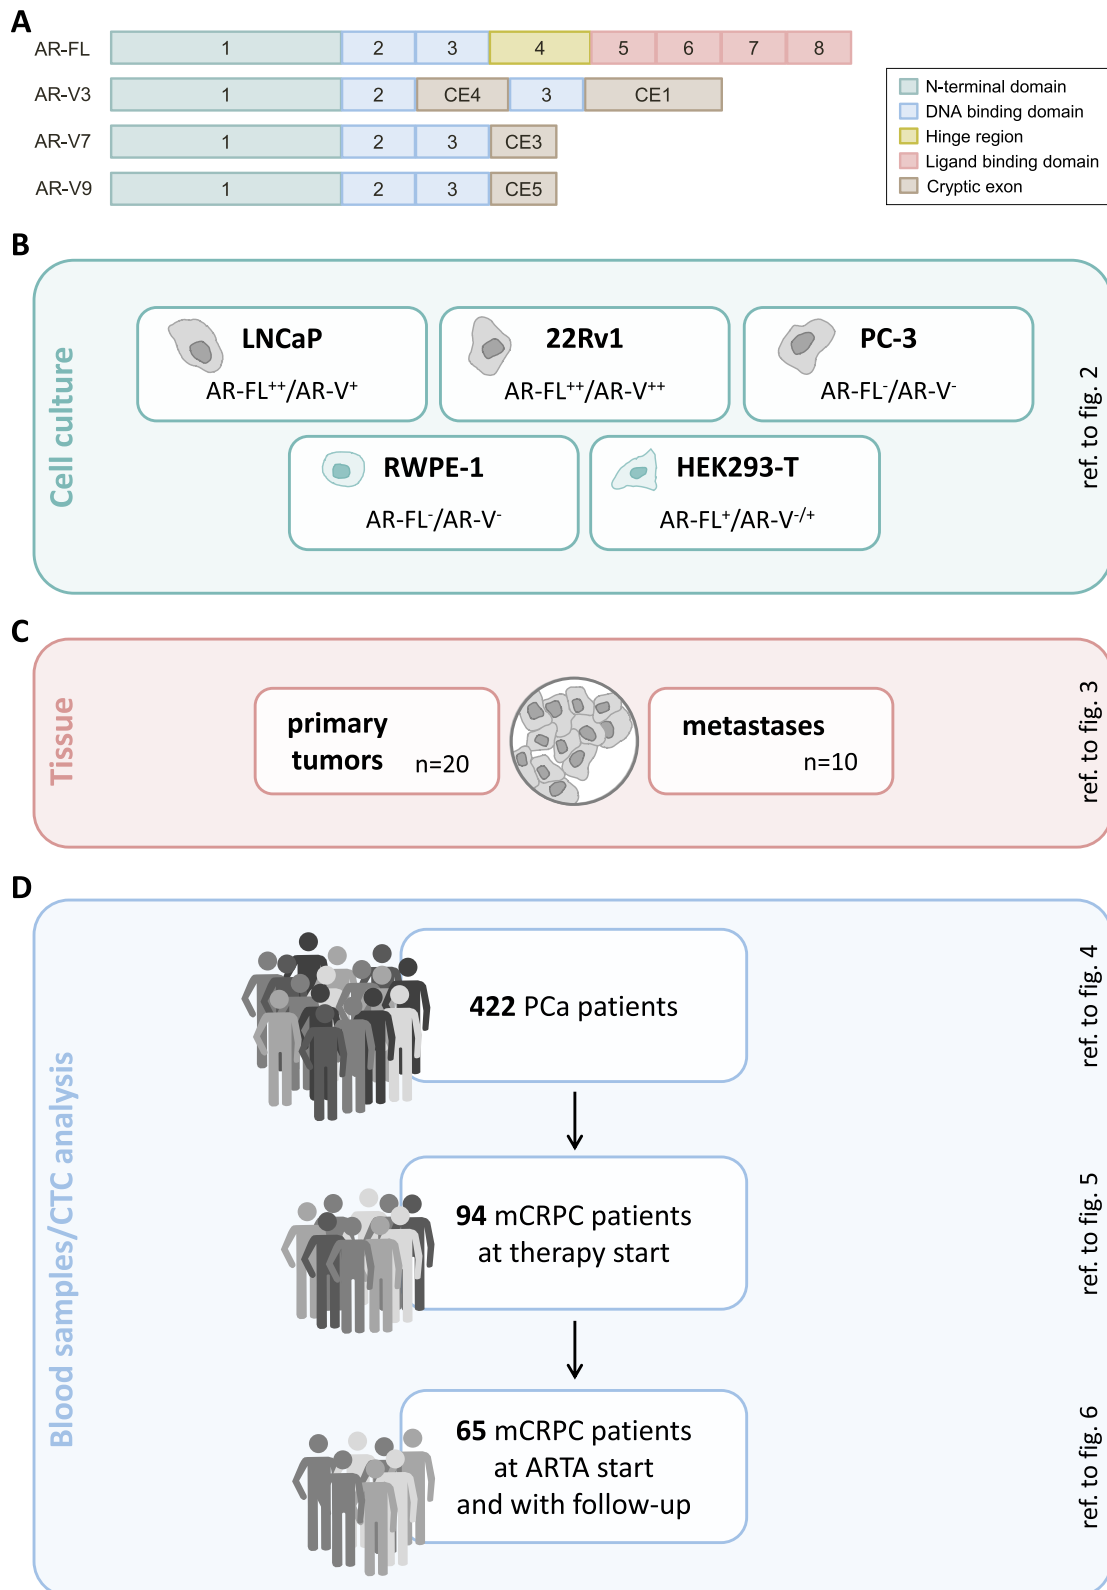 A
AR-FL 1 2 3 4 5 6 7 8
AR-V3 1 2 CE4 3 CE1
AR-V7 1 2 3 CE3
AR-V9 1 2 3 CE5
N-terminal domain
DNA binding domain
Hinge region
Ligand binding domain
Cryptic exon
B
Cell culture
LNCaP
AR-FL⁺⁺/AR-V⁺
22Rv1
AR-FL⁺⁺/AR-V⁺⁺
PC-3
AR-FL⁻/AR-V⁻
RWPE-1
AR-FL⁻/AR-V⁻
HEK293-T
AR-FL⁺/AR-V⁻/⁺
ref. to fig. 2
C
Tissue
primary
tumors n=20
metastases
n=10
ref. to fig. 3
D
Blood samples/CTC analysis
422 PCa patients
ref. to fig. 4
94 mCRPC patients
at therapy start
ref. to fig. 5
65 mCRPC patients
at ARTA start
and with follow-up
ref. to fig. 6